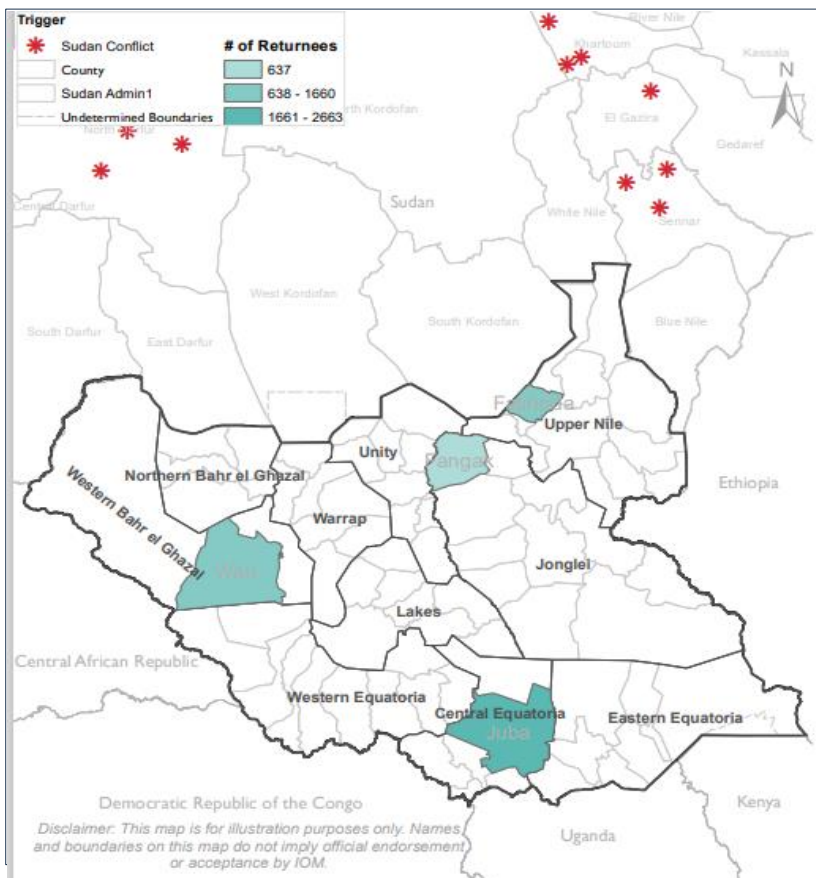 Trigger
Sudan Conflict
County
Sudan Admin1
Undetermined Boundaries
# of Returnees
637
638 - 1660
1661 - 2663
River Nile
Khartoum
Kassala
N
North Kordofan
North Darfur
El Gazira
Gedaref
Central Darfur
Sudan
White Nile
Sennar
West Kordofan
South Kordofan
Blue Nile
South Darfur
East Darfur
Upper Nile
Unity
Pangak
Northern Bahr el Ghazal
Western Bahr el Ghazal
Ethiopia
Warrap
Wau
Jonglei
Lakes
Central African Republic
Western Equatoria
Central Equatoria
Juba
Eastern Equatoria
Democratic Republic of the Congo
Kenya
Uganda
Disclaimer: This map is for illustration purposes only. Names
and boundaries on this map do not imply official endorsement
or acceptance by IOM.